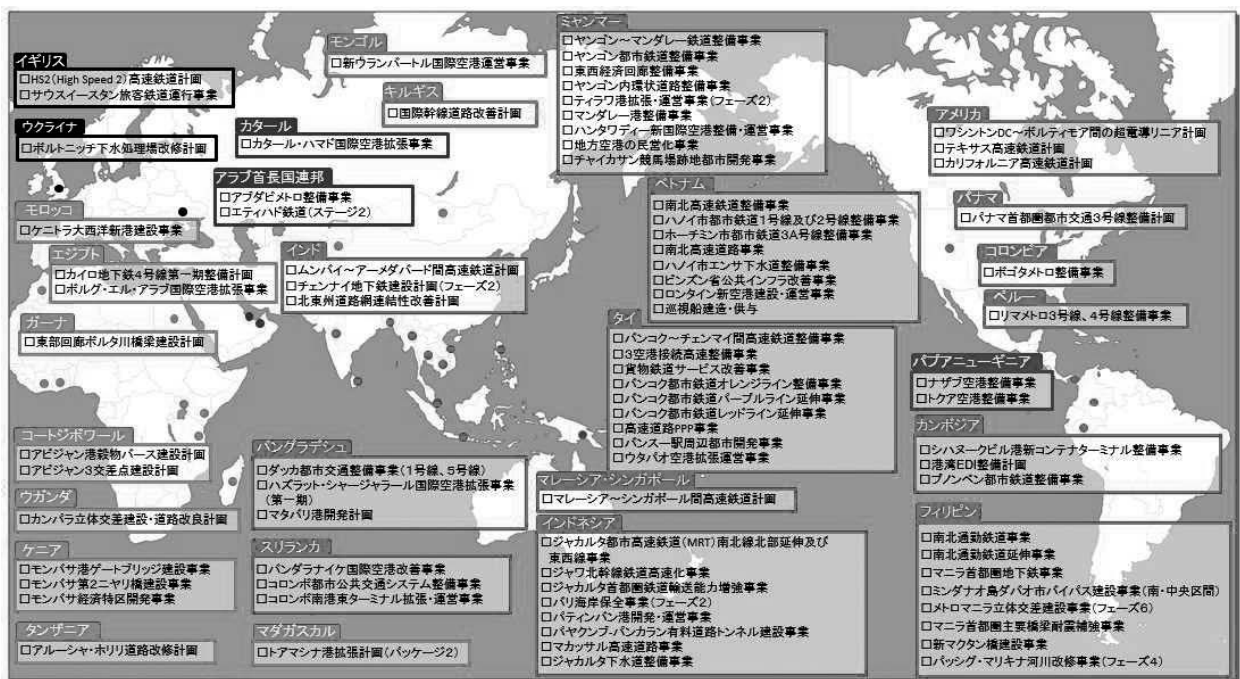 イギリス
□HS2(High Speed 2)高速鉄道計画
□サウスイースタン旅客鉄道運行事業
ウクライナ
□ボルトニッチ下水処理場改修計画
モロッコ
□ケニトラ大西洋新港建設事業
エジプト
□カイロ地下鉄4号線第一期整備計画
□ボルグ・エル・アラブ国際空港拡張事業
ガーナ
□東部回廊ボルタ川橋梁建設計画
コートジボワール
□アビジャン港穀物バース建設計画
□アビジャン3交差点建設計画
ウガンダ
□カンパラ立体交差建設・道路改良計画
ケニア
□モンバサ港ゲートブリッジ建設事業
□モンバサ第2ニヤリ橋建設事業
□モンバサ経済特区開発事業
タンザニア
□アルーシャ・ホリリ道路改修計画
モンゴル
□新ウランバートル国際空港運営事業
キルギス
□国際幹線道路改善計画
カタール
□カタール・ハマド国際空港拡張事業
アラブ首長国連邦
□アブダビメトロ整備事業
□エティハド鉄道(ステージ2)
インド
□ムンバイ〜アーメダバード間高速鉄道計画
□チェンナイ地下鉄建設計画(フェーズ2)
□北東州道路網連結性改善計画
バングラデシュ
□ダッカ都市交通整備事業(1号線、5号線)
□ハズラット・シャージャラール国際空港拡張事業
(第一期)
□マタバリ港開発計画
スリランカ
□バンダラナイケ国際空港改善事業
□コロンボ都市公共交通システム整備事業
□コロンボ南港東ターミナル拡張・運営事業
マダガスカル
□トアマシナ港拡張計画(パッケージ2)
ミャンマー
□ヤンゴン〜マンダレー鉄道整備事業
□ヤンゴン都市鉄道整備事業
□東西経済回廊整備事業
□ヤンゴン内環状道路整備事業
□ティラワ港拡張・運営事業(フェーズ2)
□マンダレー港整備事業
□ハンタワディー新国際空港整備・運営事業
□地方空港の民営化事業
□チャイカサン競馬場跡地都市開発事業
ベトナム
□南北高速鉄道整備事業
□ハノイ市都市鉄道1号線及び2号線整備事業
□ホーチミン市都市鉄道3A号線整備事業
□南北高速道路事業
□ハノイ市エンサ下水道整備事業
□ビンズン省公共インフラ改善事業
□ロンタイン新空港建設・運営事業
□巡視船建造・供与
タイ
□バンコク〜チェンマイ間高速鉄道整備事業
□3空港接続高速整備事業
□貨物鉄道サービス改善事業
□バンコク都市鉄道オレンジライン整備事業
□バンコク都市鉄道パープルライン延伸事業
□バンコク都市鉄道レッドライン延伸事業
□高速道路PPP事業
□バンスー駅周辺都市開発事業
□ウタパオ空港拡張運営事業
マレーシア・シンガポール
□マレーシア〜シンガポール間高速鉄道計画
インドネシア
□ジャカルタ都市高速鉄道(MRT)南北線北部延伸及び
東西線事業
□ジャワ北幹線鉄道高速化事業
□ジャカルタ首都圏鉄道輸送能力増強事業
□バリ海岸保全事業(フェーズ2)
□パティンバン港開発・運営事業
□パヤクンブ-パンカラン有料道路トンネル建設事業
□マカッサル高速道路事業
□ジャカルタ下水道整備事業
アメリカ
□ワシントンDC〜ボルティモア間の超電導リニア計画
□テキサス高速鉄道計画
□カリフォルニア高速鉄道計画
パナマ
□パナマ首都圏都市交通3号線整備計画
コロンビア
□ボゴタメトロ整備事業
ペルー
□リマメトロ3号線、4号線整備事業
パプアニューギニア
□ナザブ空港整備事業
□トクア空港整備事業
カンボジア
□シハヌークビル港新コンテナターミナル整備事業
□港湾EDI整備計画
□プノンペン都市鉄道整備事業
フィリピン
□南北通勤鉄道事業
□南北通勤鉄道延伸事業
□マニラ首都圏地下鉄事業
□ミンダナオ島ダバオ市バイパス建設事業(南・中央区間)
□メトロマニラ立体交差建設事業(フェーズ6)
□マニラ首都圏主要橋梁耐震補強事業
□新マクタン橋建設事業
□パッシグ・マリキナ河川改修事業(フェーズ4)